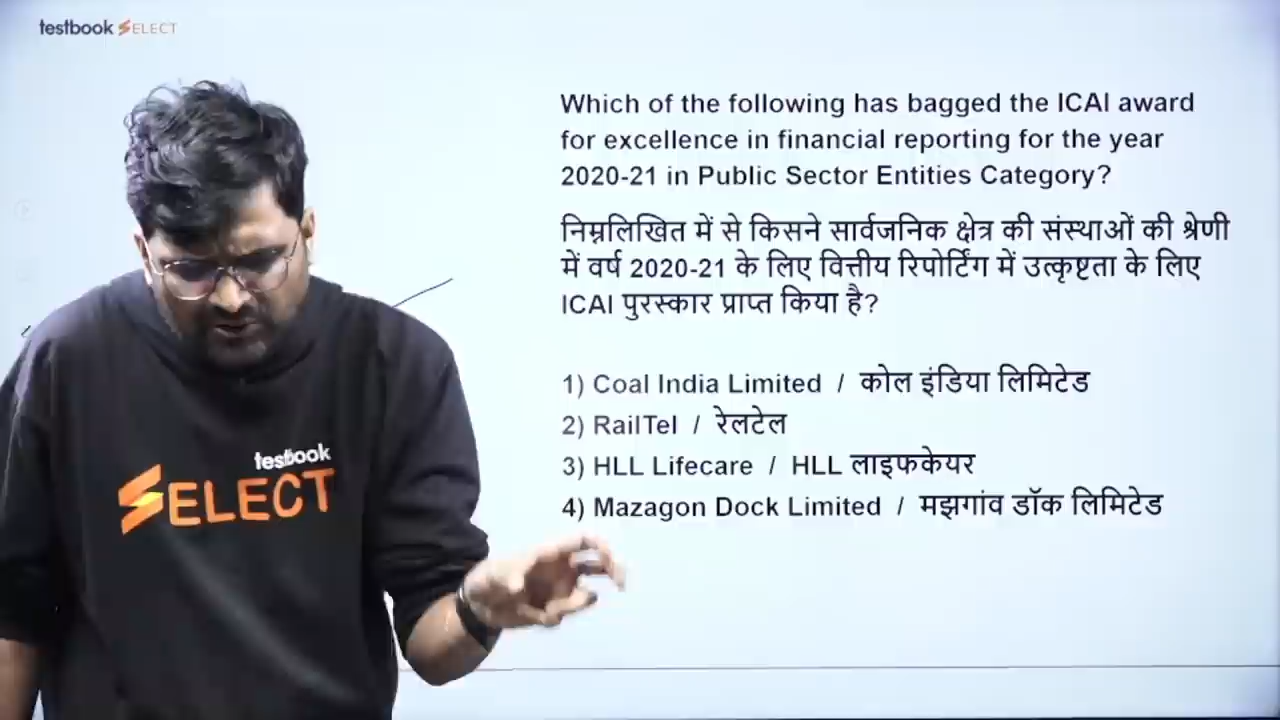 testbook SELECT
Which of the following has bagged the ICAI award
for excellence in financial reporting for the year
2020-21 in Public Sector Entities Category?
निम्नलिखित में से किसने सार्वजनिक क्षेत्र की संस्थाओं की श्रेणी
में वर्ष 2020-21 के लिए वित्तीय रिपोर्टिंग में उत्कृष्टता के लिए
ICAI पुरस्कार प्राप्त किया है?
1) Coal India Limited / कोल इंडिया लिमिटेड
2) RailTel / रेलटेल
3) HLL Lifecare / HLL लाइफकेयर
4) Mazagon Dock Limited / मझगांव डॉक लिमिटेड
testbook
SELECT